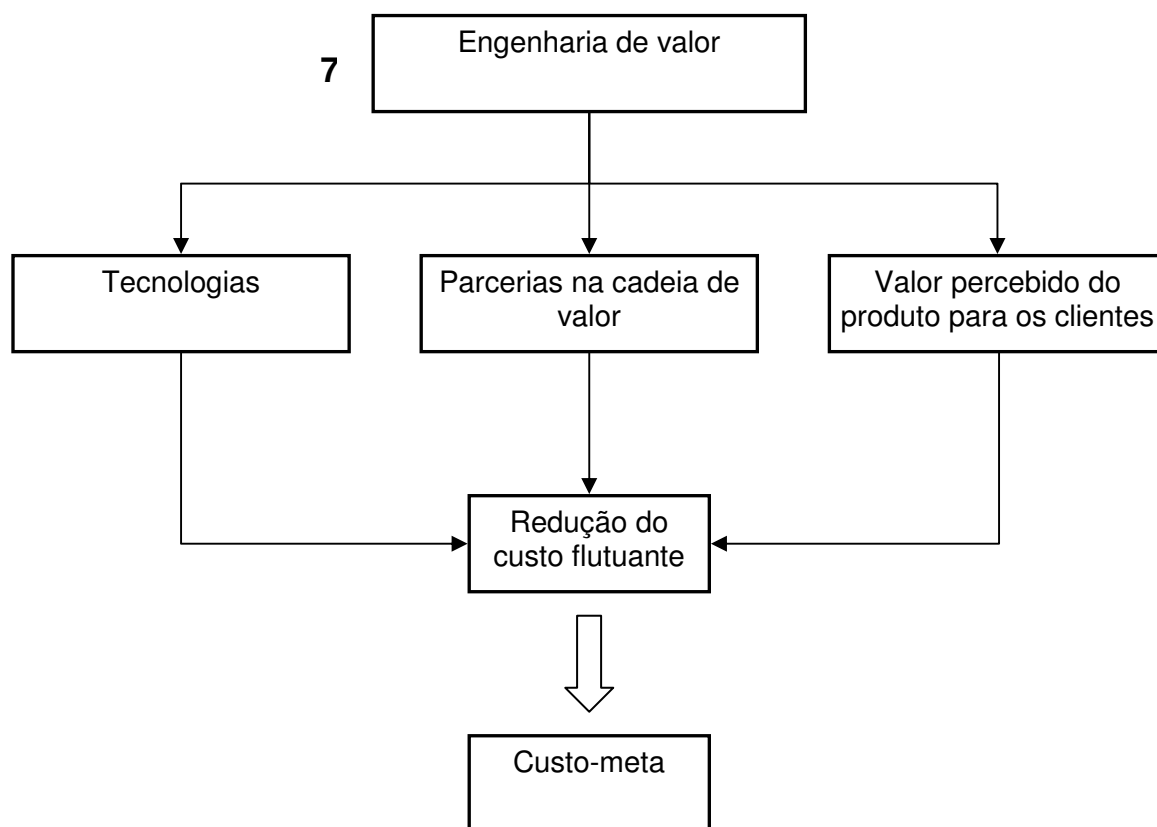 7
Engenharia de valor
Tecnologias
Parcerias na cadeia de
valor
Valor percebido do
produto para os clientes
Redução do
custo flutuante
Custo-meta